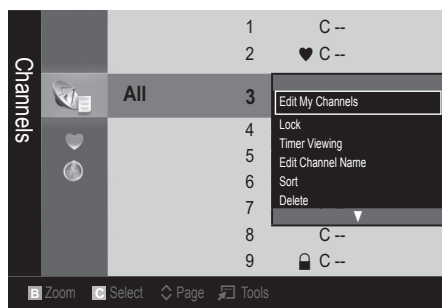 Channels
All
1 C --
2 ♥ C --
3
4
5
6
7
8 C --
9 C --
Edit My Channels
Lock
Timer Viewing
Edit Channel Name
Sort
Delete
▼
B Zoom C Select Page Tools